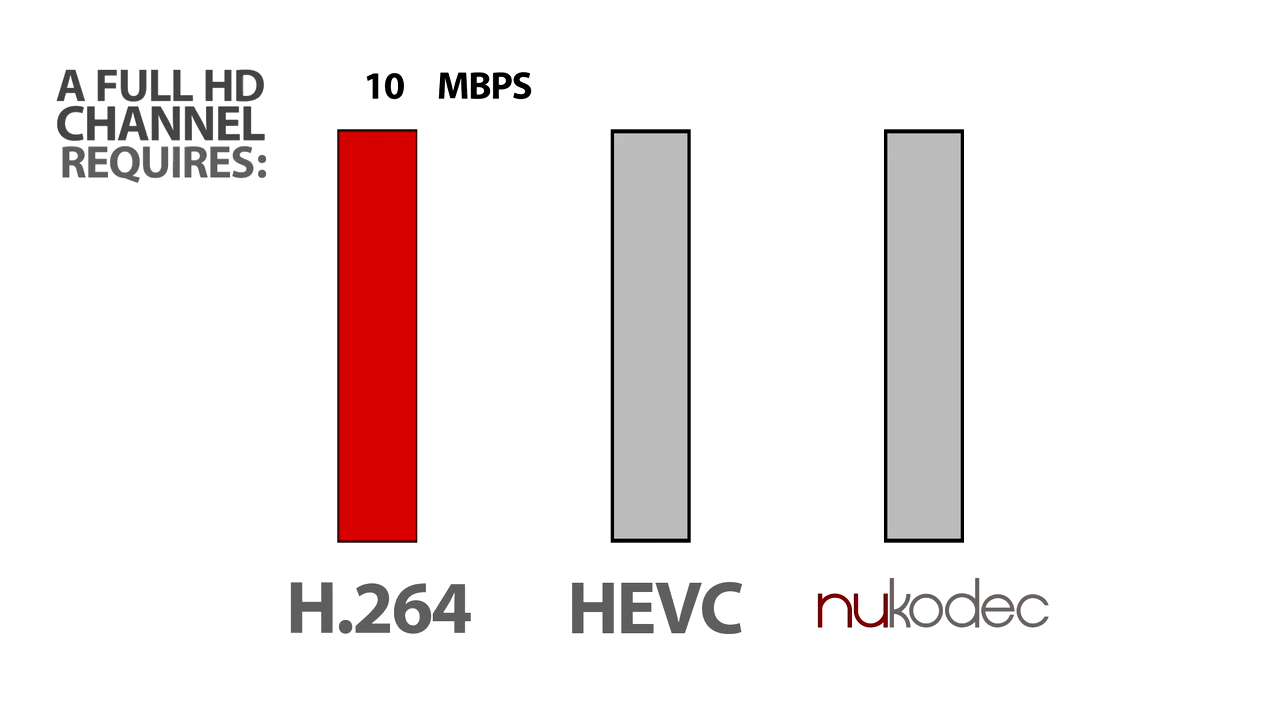 A FULL HD
CHANNEL
REQUIRES:
10 MBPS
H.264
HEVC
nukodec